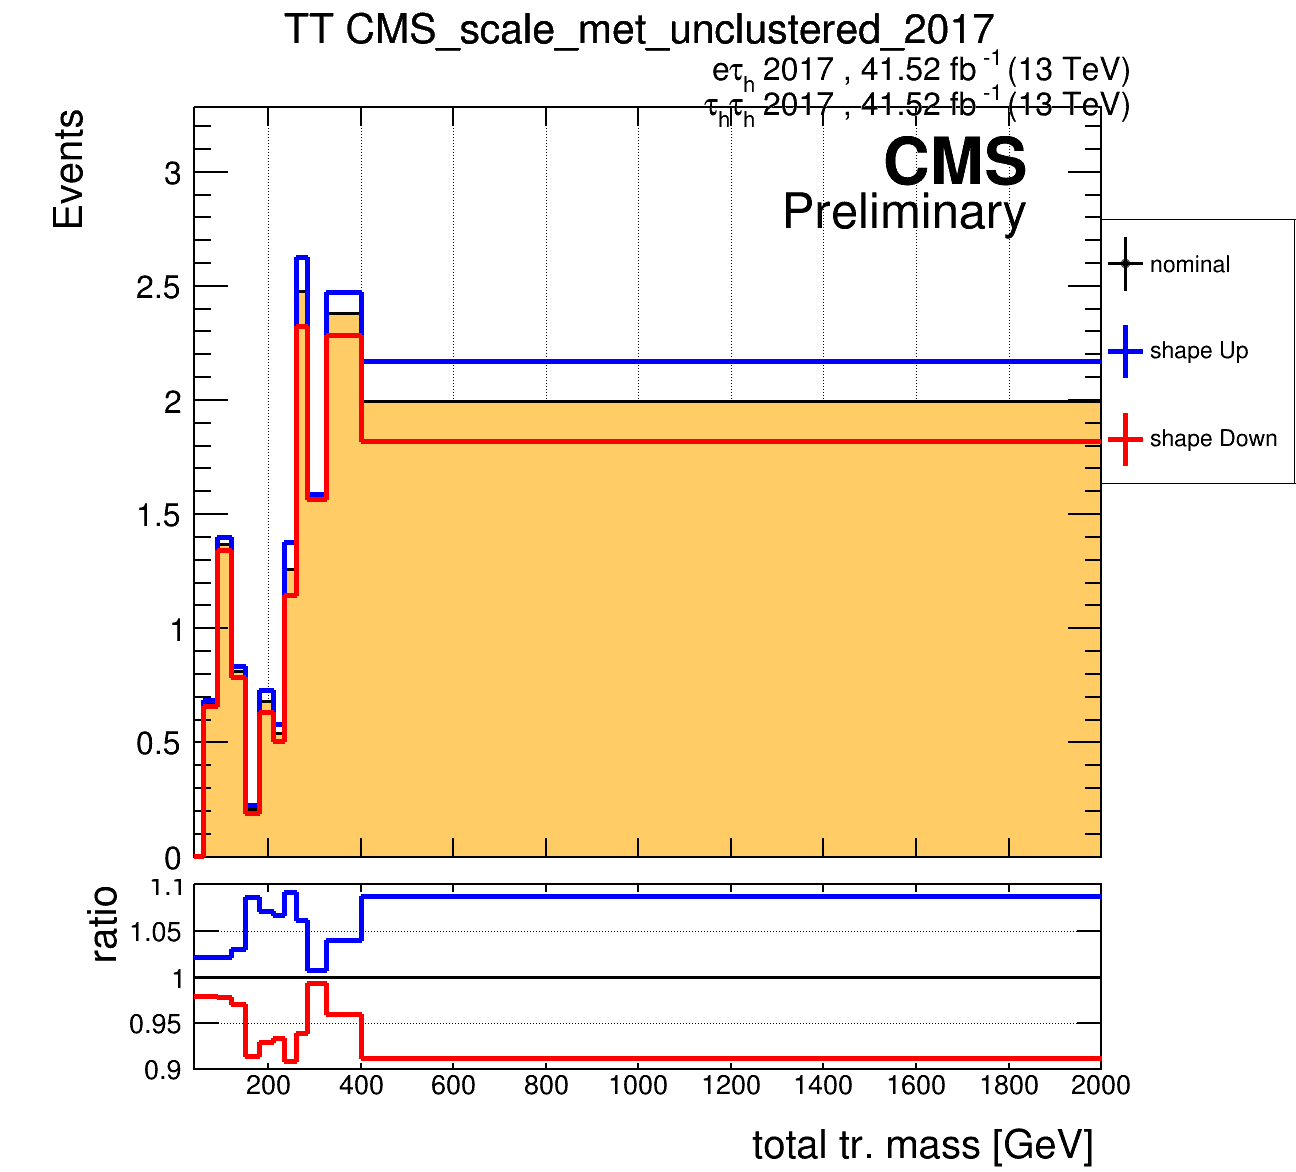 TT CMS_scale_met_unclustered_2017
eτh 2017 , 41.52 fb -1 (13 TeV)
τhτh 2017 , 41.52 fb -1 (13 TeV)
Events
CMS
Preliminary
3
2.5
2
1.5
1
0.5
0
nominal
shape Up
shape Down
ratio
1.1
1.05
1
0.95
0.9
200 400 600 800 1000 1200 1400 1600 1800 2000
total tr. mass [GeV]